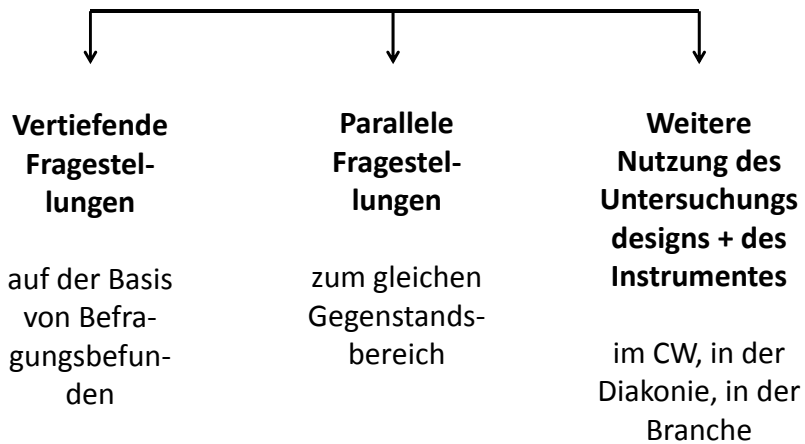 Vertiefende
Fragestel-
lungen
auf der Basis
von Befra-
gungsbefun-
den
Parallele
Fragestel-
lungen
zum gleichen
Gegenstands-
bereich
Weitere
Nutzung des
Untersuchungs
designs + des
Instrumentes
im CW, in der
Diakonie, in der
Branche